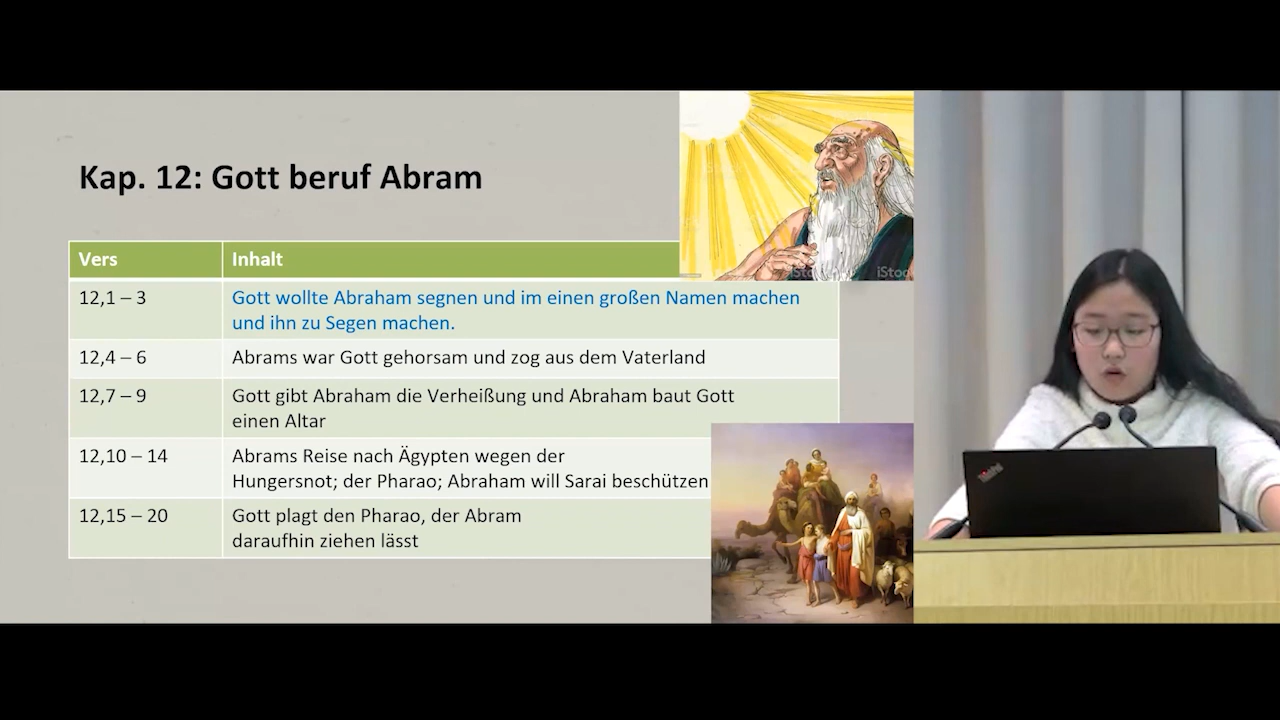 Kap. 12: Gott beruf Abram
Vers Inhalt
12,1 – 3 Gott wollte Abraham segnen und im einen großen Namen machen
und ihn zu Segen machen.
12,4 – 6 Abrams war Gott gehorsam und zog aus dem Vaterland
12,7 – 9 Gott gibt Abraham die Verheißung und Abraham baut Gott
einen Altar
12,10 – 14 Abrams Reise nach Ägypten wegen der
Hungersnot; der Pharao; Abraham will Sarai beschützen
12,15 – 20 Gott plagt den Pharao, der Abram
daraufhin ziehen lässt